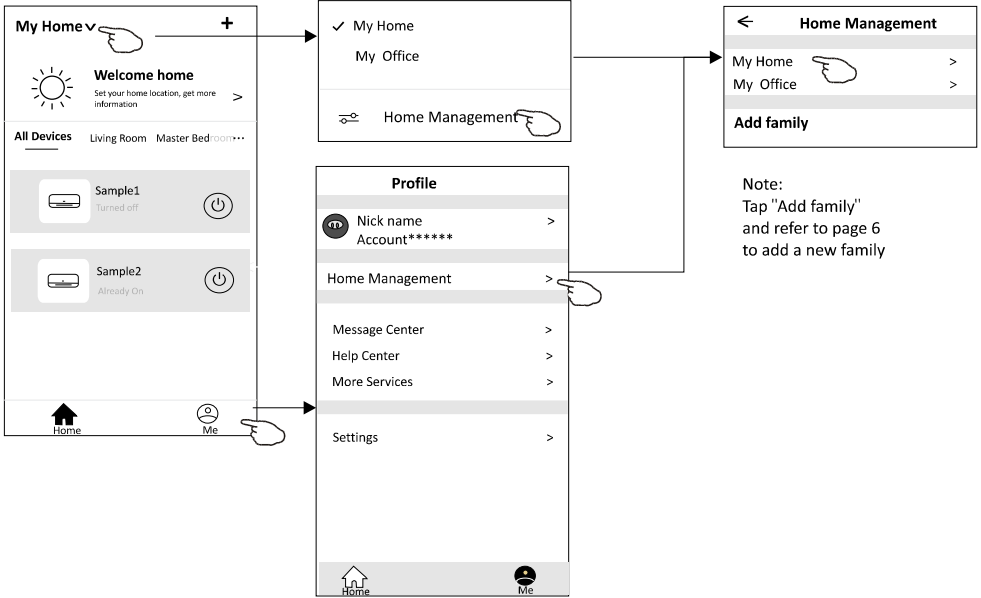 My Home
+
Welcome home
Set your home location, get more
information
>
All Devices Living Room Master Bedroom···
Sample1
Turned off
Sample2
Already On
Home
Me
My Home
My Office
Home Management
Profile
Nick name >
Account******
Home Management >
Message Center >
Help Center >
More Services >
Settings >
Home
Me
Home Management
My Home >
My Office >
Add family
Note:
Tap "Add family"
and refer to page 6
to add a new family